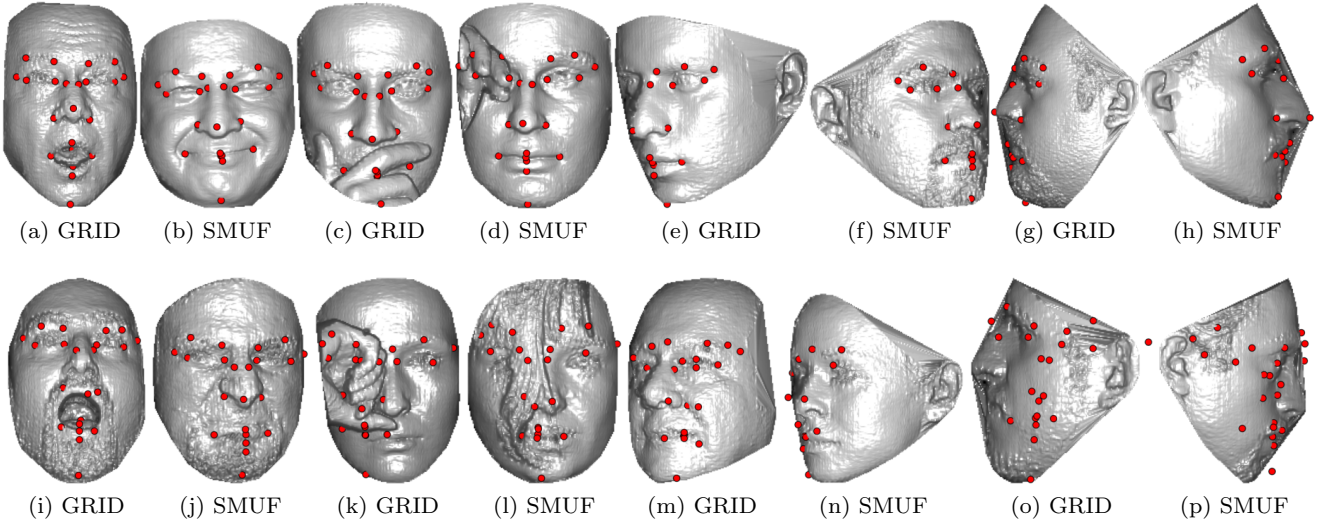 (a) GRID (b) SMUF (c) GRID (d) SMUF (e) GRID (f) SMUF (g) GRID (h) SMUF
(i) GRID (j) SMUF (k) GRID (l) SMUF (m) GRID (n) SMUF (o) GRID (p) SMUF